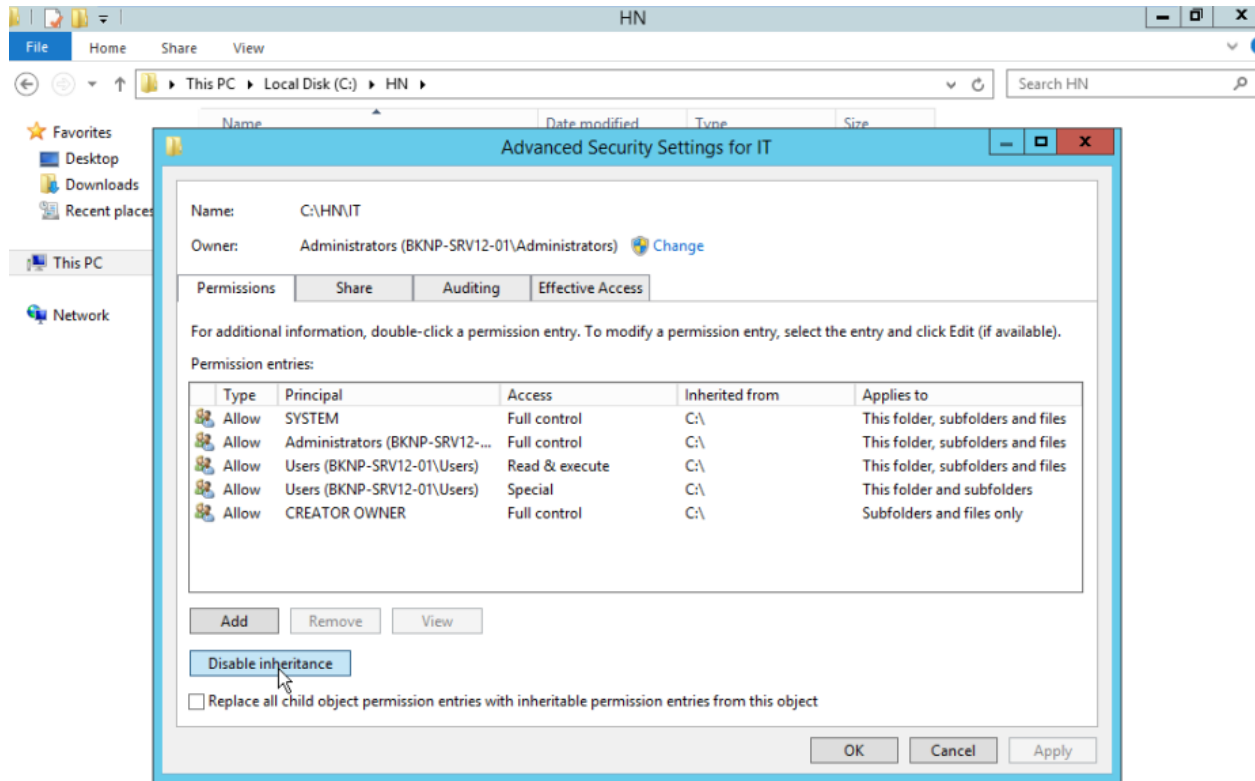 HN
File Home Share View
This PC Local Disk (C:) HN
Search HN
Name Date modified Type Size
Favorites
Desktop
Downloads
Recent places
This PC
Network
Advanced Security Settings for IT
Name: C:\HN\IT
Owner: Administrators (BKNP-SRV12-01\Administrators) Change
Permissions Share Auditing Effective Access
For additional information, double-click a permission entry. To modify a permission entry, select the entry and click Edit (if available).
Permission entries:
Type Principal Access Inherited from Applies to
Allow SYSTEM Full control C:\ This folder, subfolders and files
Allow Administrators (BKNP-SRV12-... Full control C:\ This folder, subfolders and files
Allow Users (BKNP-SRV12-01\Users) Read & execute C:\ This folder, subfolders and files
Allow Users (BKNP-SRV12-01\Users) Special C:\ This folder and subfolders
Allow CREATOR OWNER Full control C:\ Subfolders and files only
Add Remove View
Disable inheritance
Replace all child object permission entries with inheritable permission entries from this object
OK Cancel Apply